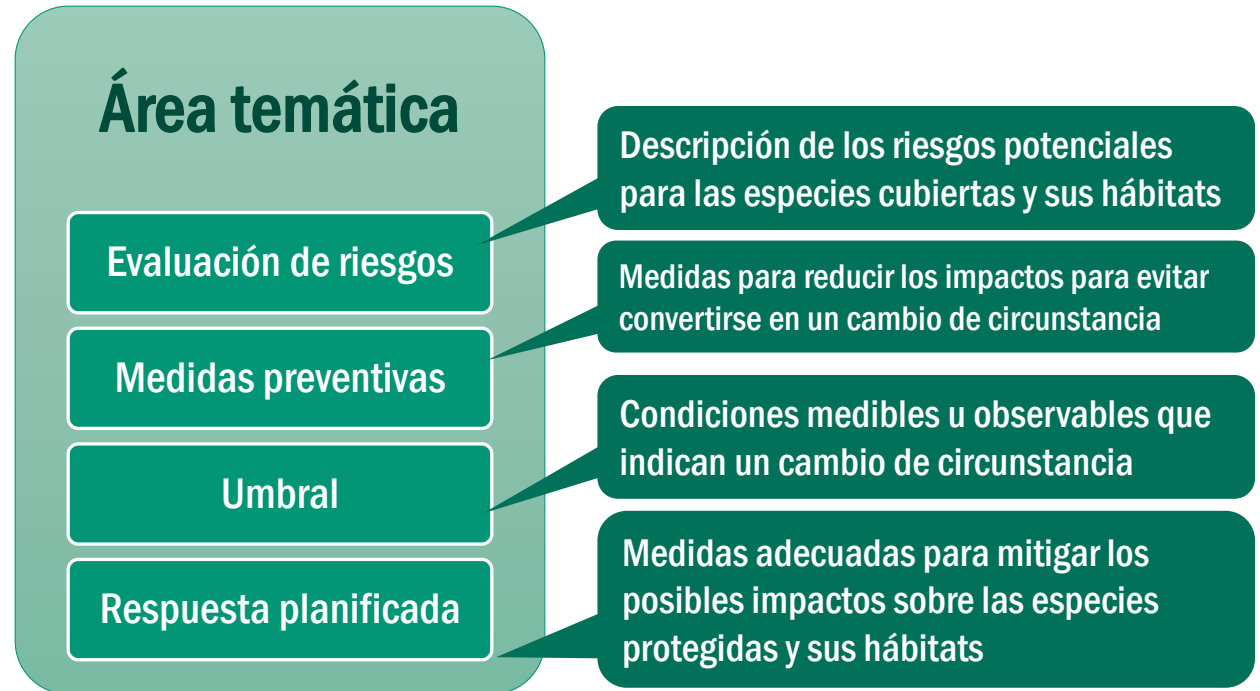 Área temática
Evaluación de riesgos
Descripción de los riesgos potenciales
para las especies cubiertas y sus hábitats
Medidas preventivas
Medidas para reducir los impactos para evitar
convertirse en un cambio de circunstancia
Umbral
Condiciones medibles u observables que
indican un cambio de circunstancia
Respuesta planificada
Medidas adecuadas para mitigar los
posibles impactos sobre las especies
protegidas y sus hábitats